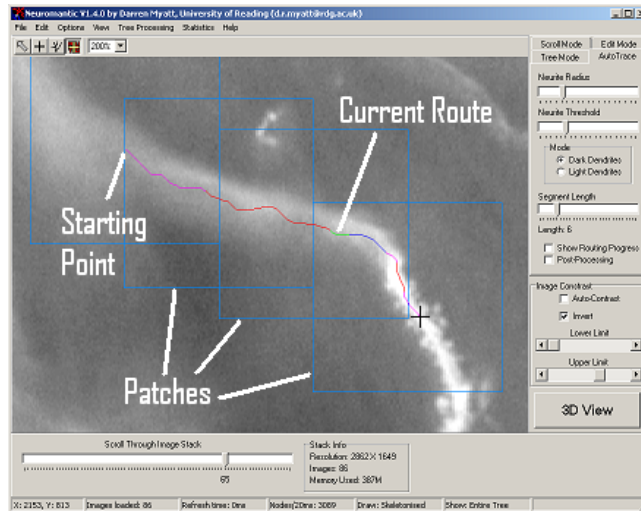 Neuromantic V1.4.0 by Darren Myatt, University of Reading (d.r.myatt@rdg.ac.uk)
File Edit Options View Tree Processing Statistics Help
200%
Scroll Mode Edit Mode
Tree Mode AutoTrace
Neurite Radius
Neurite Threshold
Mode
Dark Dendrites
Light Dendrites
Segment Length
Length: 6
Show Routing Progress
Post-Processing
Image Contrast
Auto-Contrast
Invert
Lower Limit
Upper Limit
3D View
Current Route
Starting
Point
Patches
Scroll Through Image Stack
65
Stack Info
Resolution: 2862 X 1649
Images: 86
Memory Used: 387M
X: 2153, Y: 813 Images loaded: 86 Refresh time: 0ms Nodes/20ms: 3089 Draw: Skeletonised Show: Entire Tree